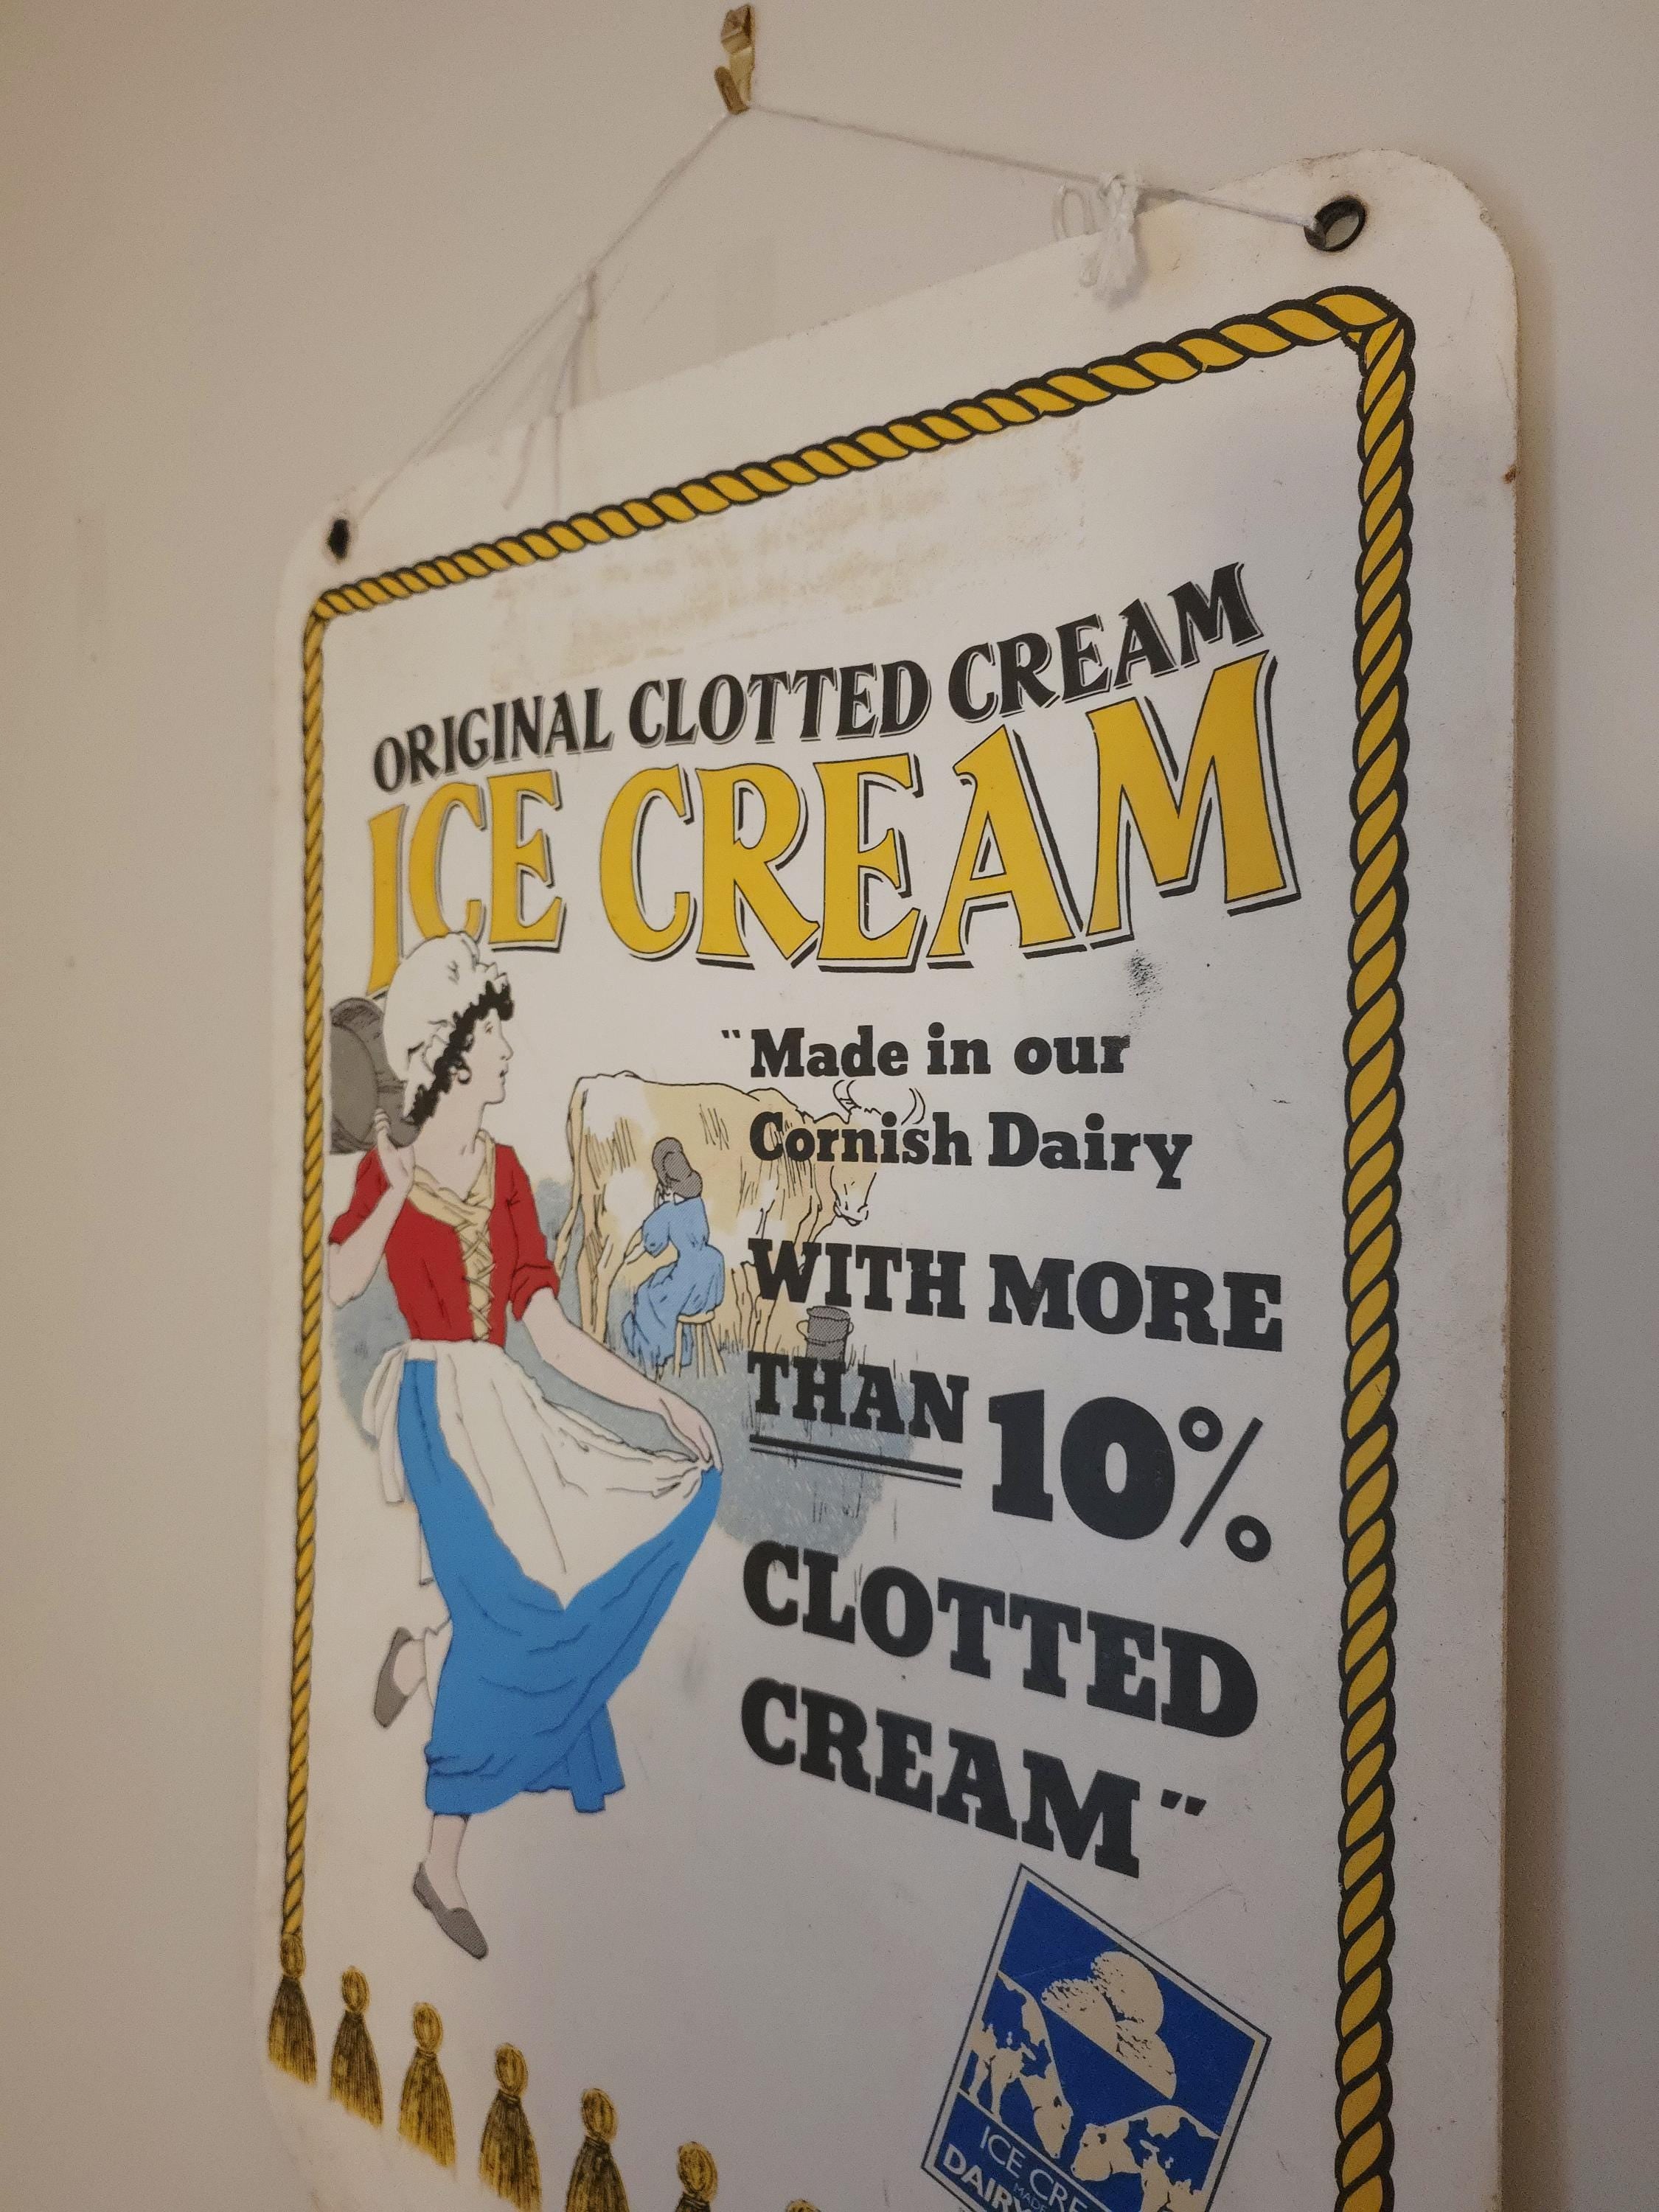 ORIGINAL CLOTTED CREAM
ICE CREAM
"Made in our
Cornish Dairy
WITH MORE
THAN 10%
CLOTTED
CREAM"
ICE CRE
MADE
DAIRY